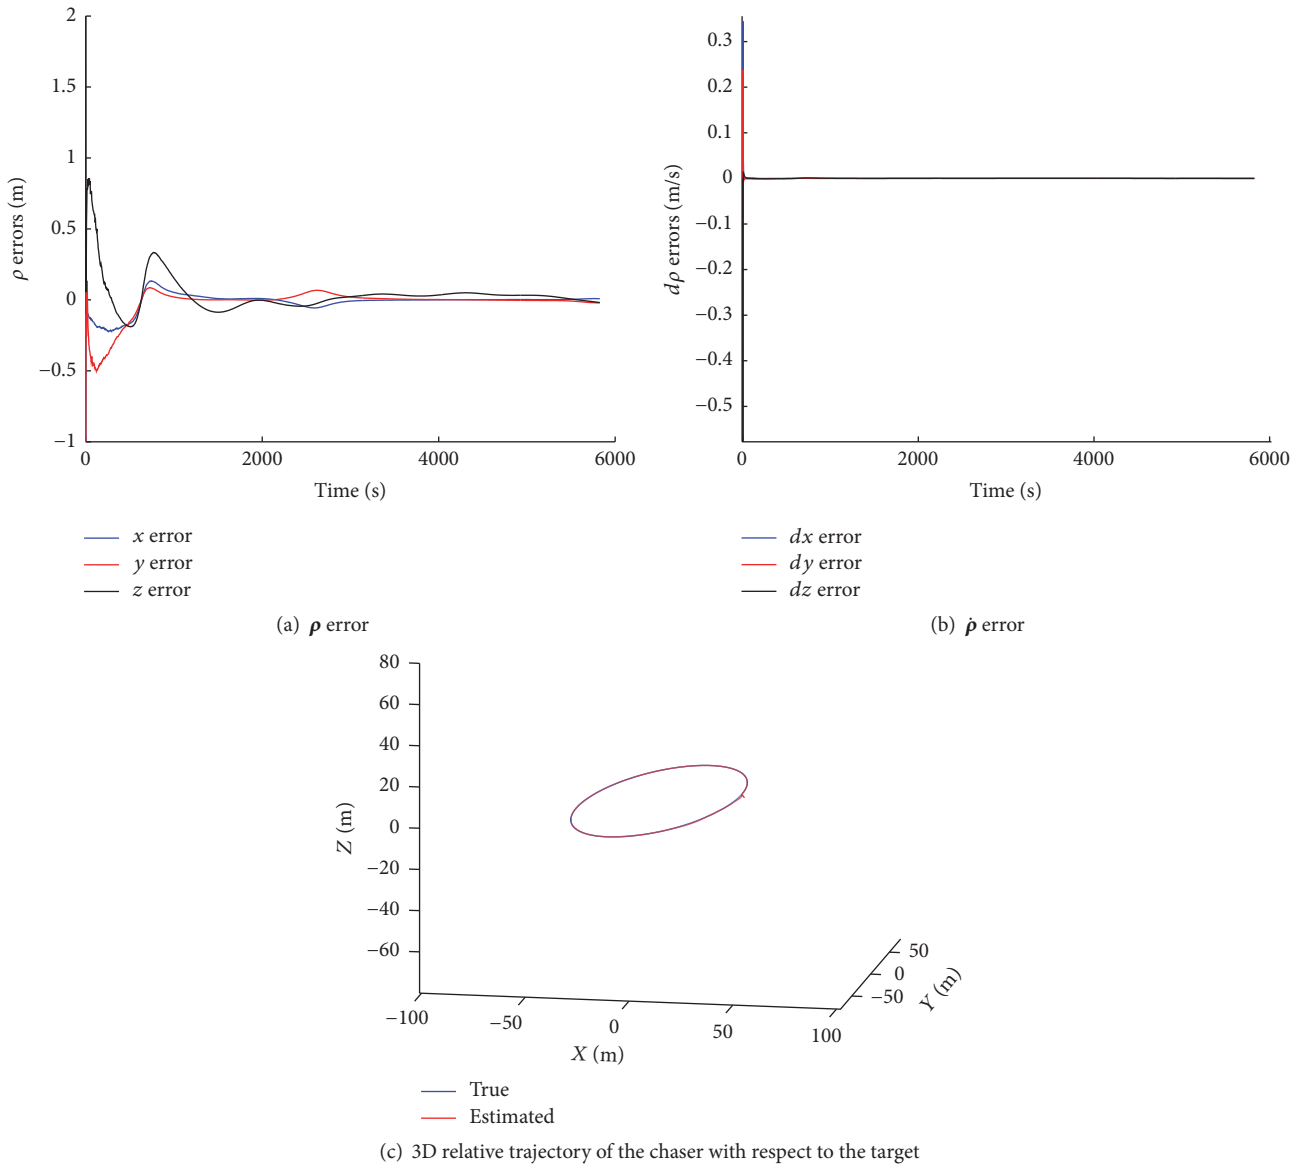 2
1.5
1
0.5
0
−0.5
−1
ρ errors (m)
0
2000
4000
6000
Time (s)
x error
y error
z error
(a) ρ error
0.3
0.2
0.1
0
−0.1
−0.2
−0.3
−0.4
−0.5
dρ errors (m/s)
0
2000
4000
6000
Time (s)
dx error
dy error
dz error
(b) ρ̇ error
80
60
40
20
0
−20
−40
−60
Z (m)
−100
−50
0
50
100
X (m)
50
0
−50
Y (m)
True
Estimated
(c) 3D relative trajectory of the chaser with respect to the target